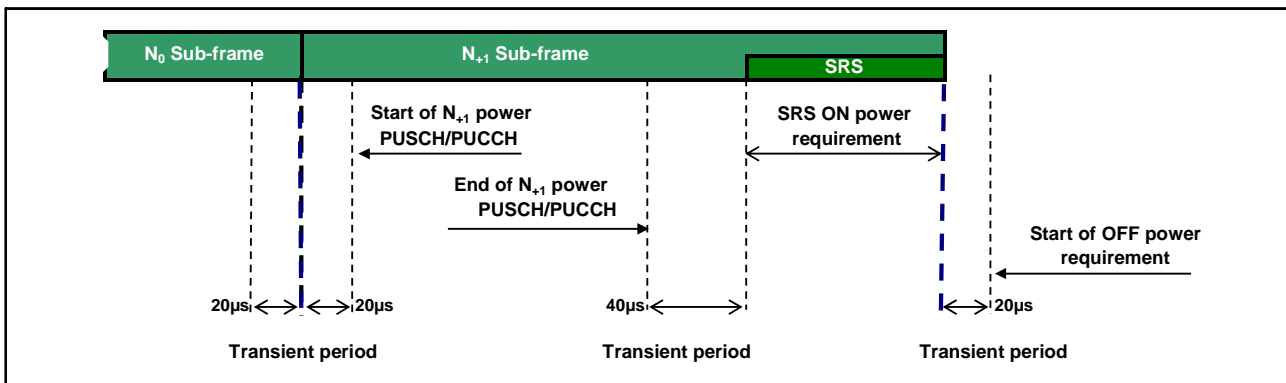 N₀ Sub-frame
N₊₁ Sub-frame
SRS
Start of N₊₁ power
PUSCH/PUCCH
SRS ON power
requirement
End of N₊₁ power
PUSCH/PUCCH
Start of OFF power
requirement
20µs
20µs
40µs
20µs
Transient period
Transient period
Transient period